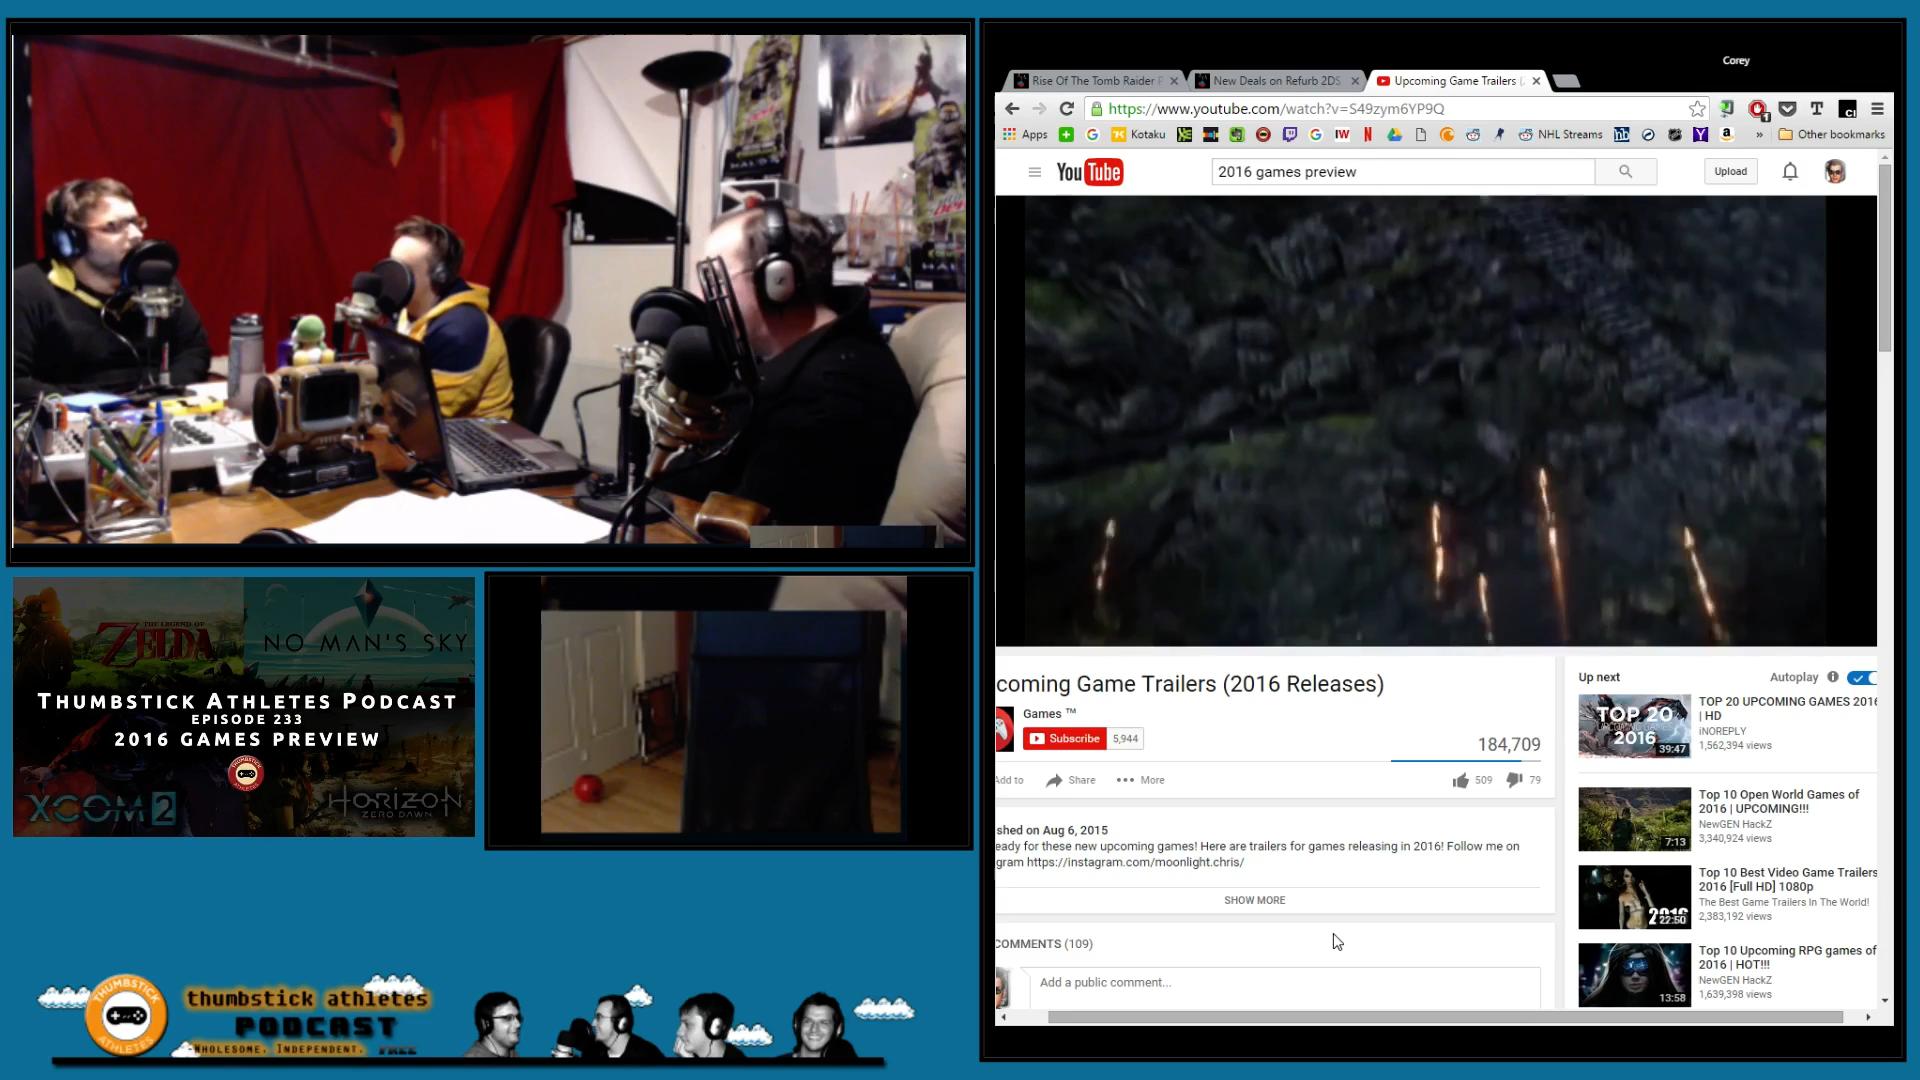 Corey
Rise Of The Tomb Raider
New Deals on Refurb 2DS
Upcoming Game Trailers
https://www.youtube.com/watch?v=S49zym6YP9Q
Apps
Kotaku
IW
NHL Streams
Other bookmarks
YouTube
2016 games preview
Upload
THE LEGEND OF
ZELDA
NO MAN'S SKY
THUMBSTICK ATHLETES PODCAST
EPISODE 233
2016 GAMES PREVIEW
XCOM 2
HORIZON
ZERO DAWN
coming Game Trailers (2016 Releases)
Games ™
Subscribe
5,944
184,709
Add to
Share
More
509
79
shed on Aug 6, 2015
eady for these new upcoming games! Here are trailers for games releasing in 2016! Follow me on
gram https://instagram.com/moonlight.chris/
SHOW MORE
COMMENTS (109)
Add a public comment...
Up next
Autoplay
TOP 20
2016
39:47
TOP 20 UPCOMING GAMES 2016
| HD
iNOREPLY
1,562,394 views
7:13
Top 10 Open World Games of
2016 | UPCOMING!!!
NewGEN HackZ
3,340,924 views
2016
22:50
Top 10 Best Video Game Trailers
2016 [Full HD] 1080p
The Best Game Trailers In The World!
2,383,192 views
13:58
Top 10 Upcoming RPG games of
2016 | HOT!!!
NewGEN HackZ
1,639,398 views
THUMBSTICK
ATHLETES
thumbstick athletes
PODCAST
-WHOLESOME. INDEPENDENT. FREE